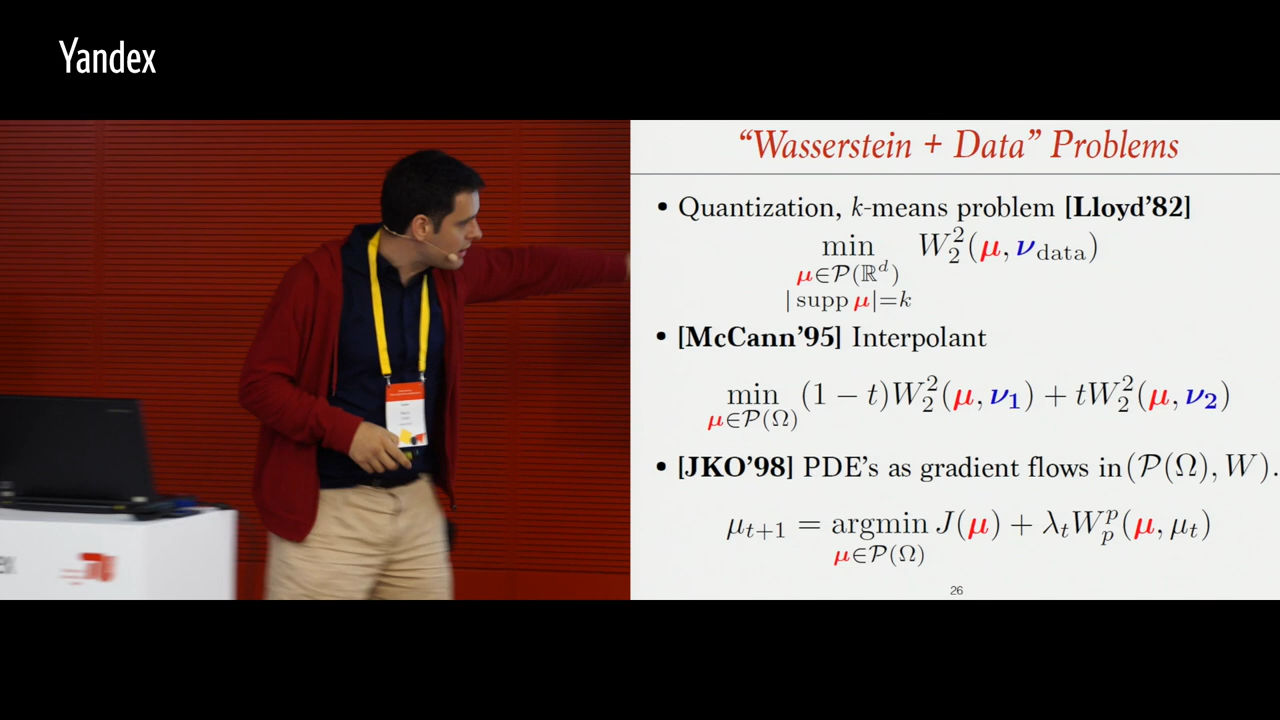 Yandex
“Wasserstein + Data” Problems
• Quantization, k-means problem [Lloyd’82]
min W₂²(μ, ν_data)
μ∈𝒫(ℝᵈ)
|supp μ|=k
• [McCann’95] Interpolant
min (1 − t)W₂²(μ, ν₁) + tW₂²(μ, ν₂)
μ∈𝒫(Ω)
• [JKO’98] PDE’s as gradient flows in (𝒫(Ω), W).
μ_{t+1} = argmin J(μ) + λ_t W_p^p(μ, μ_t)
μ∈𝒫(Ω)
26